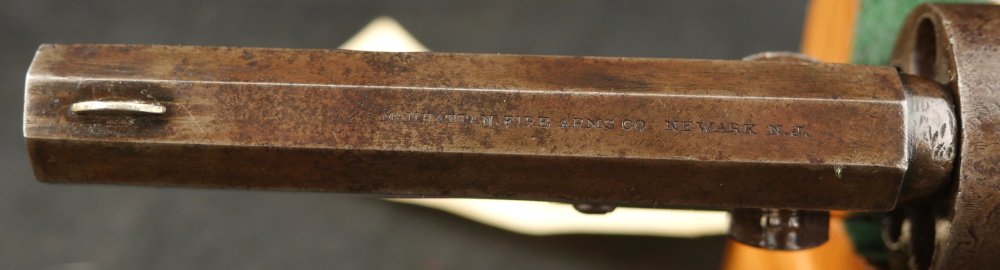 MANHATTAN FIRE ARMS CO. NEWARK N.J.